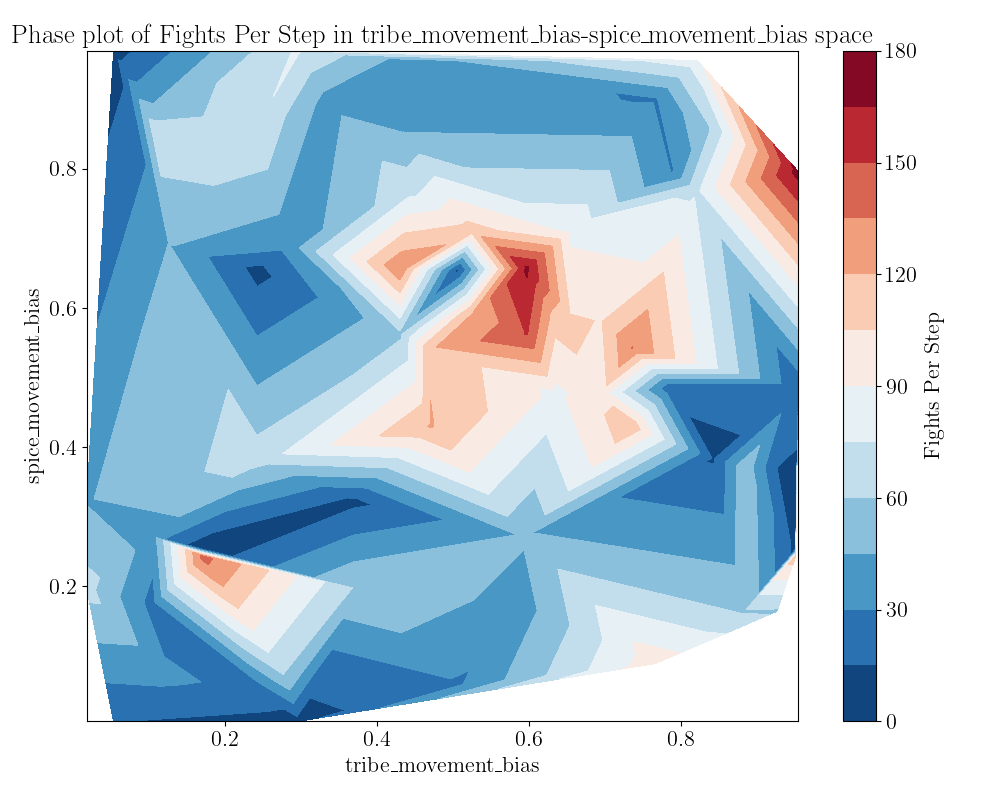 Phase plot of Fights Per Step in tribe_movement_bias-spice_movement_bias space
180
150
120
90
60
30
0
Fights Per Step
0.8
0.6
0.4
0.2
spice_movement_bias
0.2 0.4 0.6 0.8
tribe_movement_bias